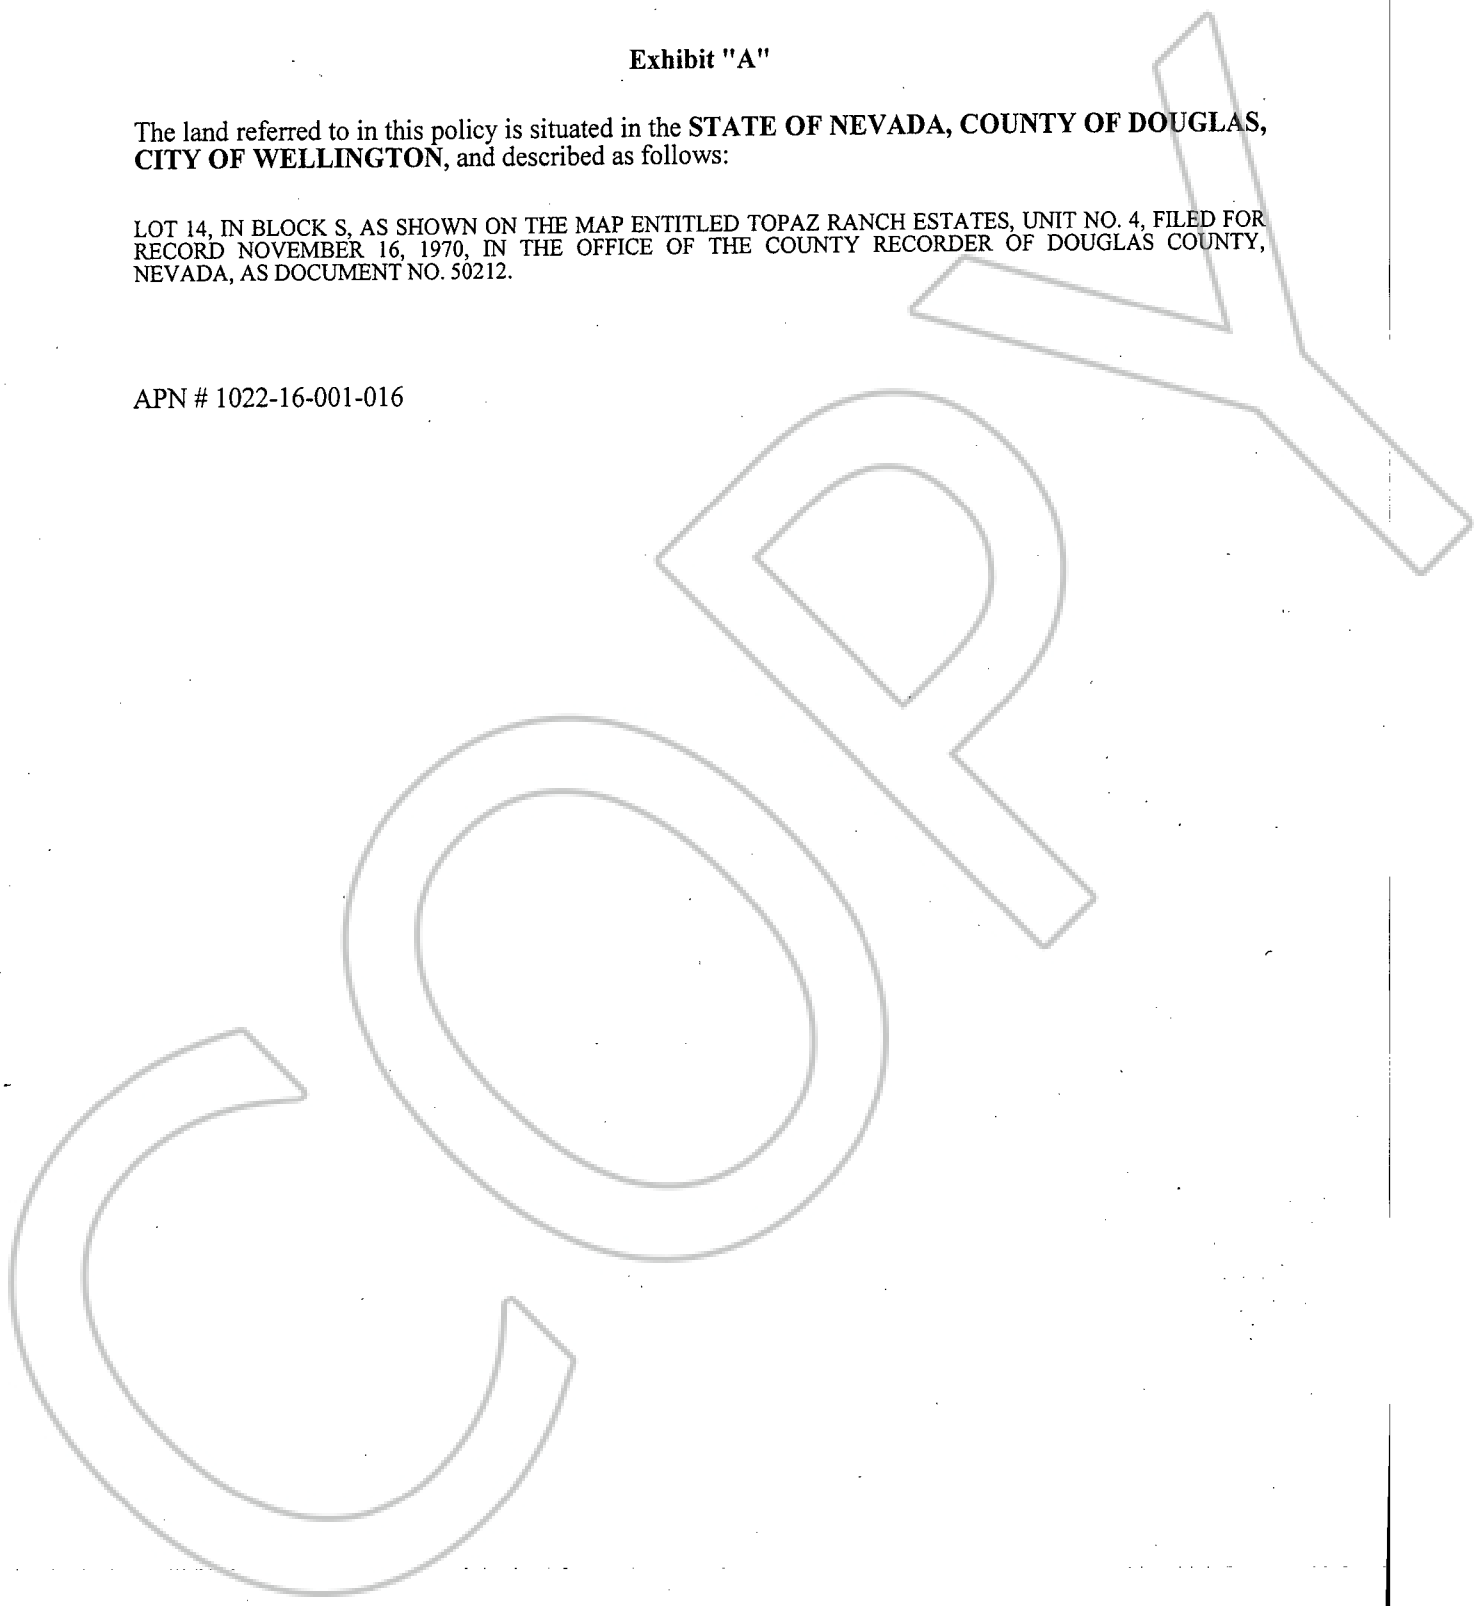 Exhibit "A"
The land referred to in this policy is situated in the STATE OF NEVADA, COUNTY OF DOUGLAS,
CITY OF WELLINGTON, and described as follows:
LOT 14, IN BLOCK S, AS SHOWN ON THE MAP ENTITLED TOPAZ RANCH ESTATES, UNIT NO. 4, FILED FOR
RECORD NOVEMBER 16, 1970, IN THE OFFICE OF THE COUNTY RECORDER OF DOUGLAS COUNTY,
NEVADA, AS DOCUMENT NO. 50212.
APN # 1022-16-001-016
COPY